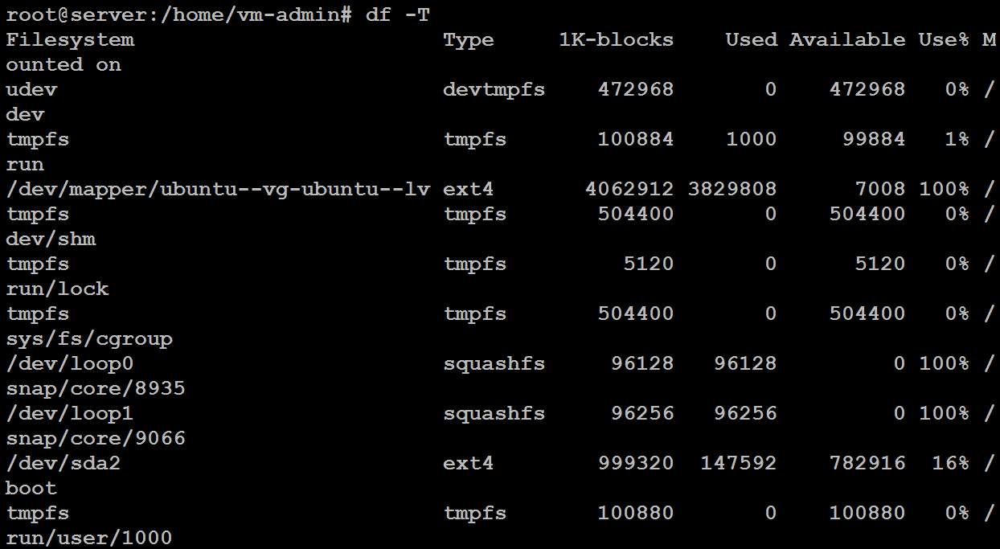 root@server:/home/vm-admin# df -T
Filesystem                        Type     1K-blocks    Used Available Use% M
ounted on
udev                              devtmpfs    472968       0    472968   0% /
dev
tmpfs                             tmpfs       100884    1000     99884   1% /
run
/dev/mapper/ubuntu--vg-ubuntu--lv ext4       4062912 3829808      7008 100% /
tmpfs                             tmpfs       504400       0    504400   0% /
dev/shm
tmpfs                             tmpfs         5120       0      5120   0% /
run/lock
tmpfs                             tmpfs       504400       0    504400   0% /
sys/fs/cgroup
/dev/loop0                        squashfs     96128   96128         0 100% /
snap/core/8935
/dev/loop1                        squashfs     96256   96256         0 100% /
snap/core/9066
/dev/sda2                         ext4        999320  147592    782916  16% /
boot
tmpfs                             tmpfs       100880       0    100880   0% /
run/user/1000